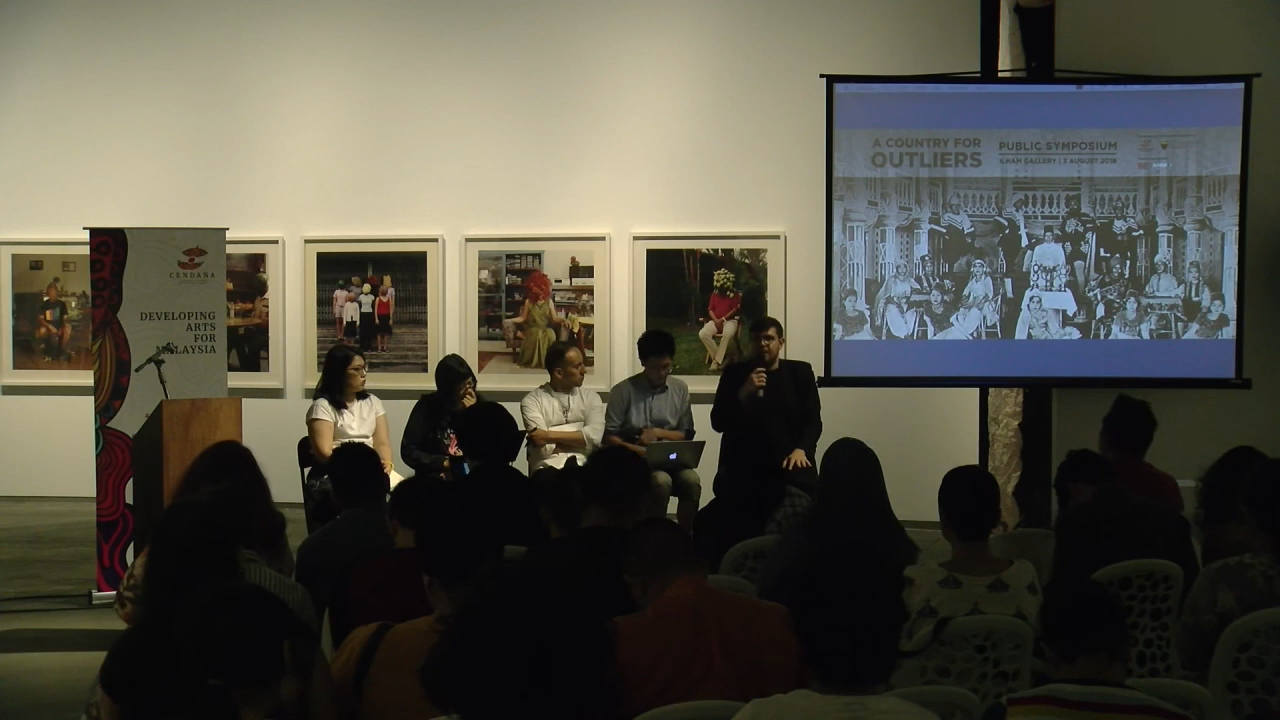 CENDANA
DEVELOPING
ARTS
FOR
MALAYSIA
A COUNTRY FOR
OUTLIERS
PUBLIC SYMPOSIUM
ILHAM GALLERY | 3 AUGUST 2018